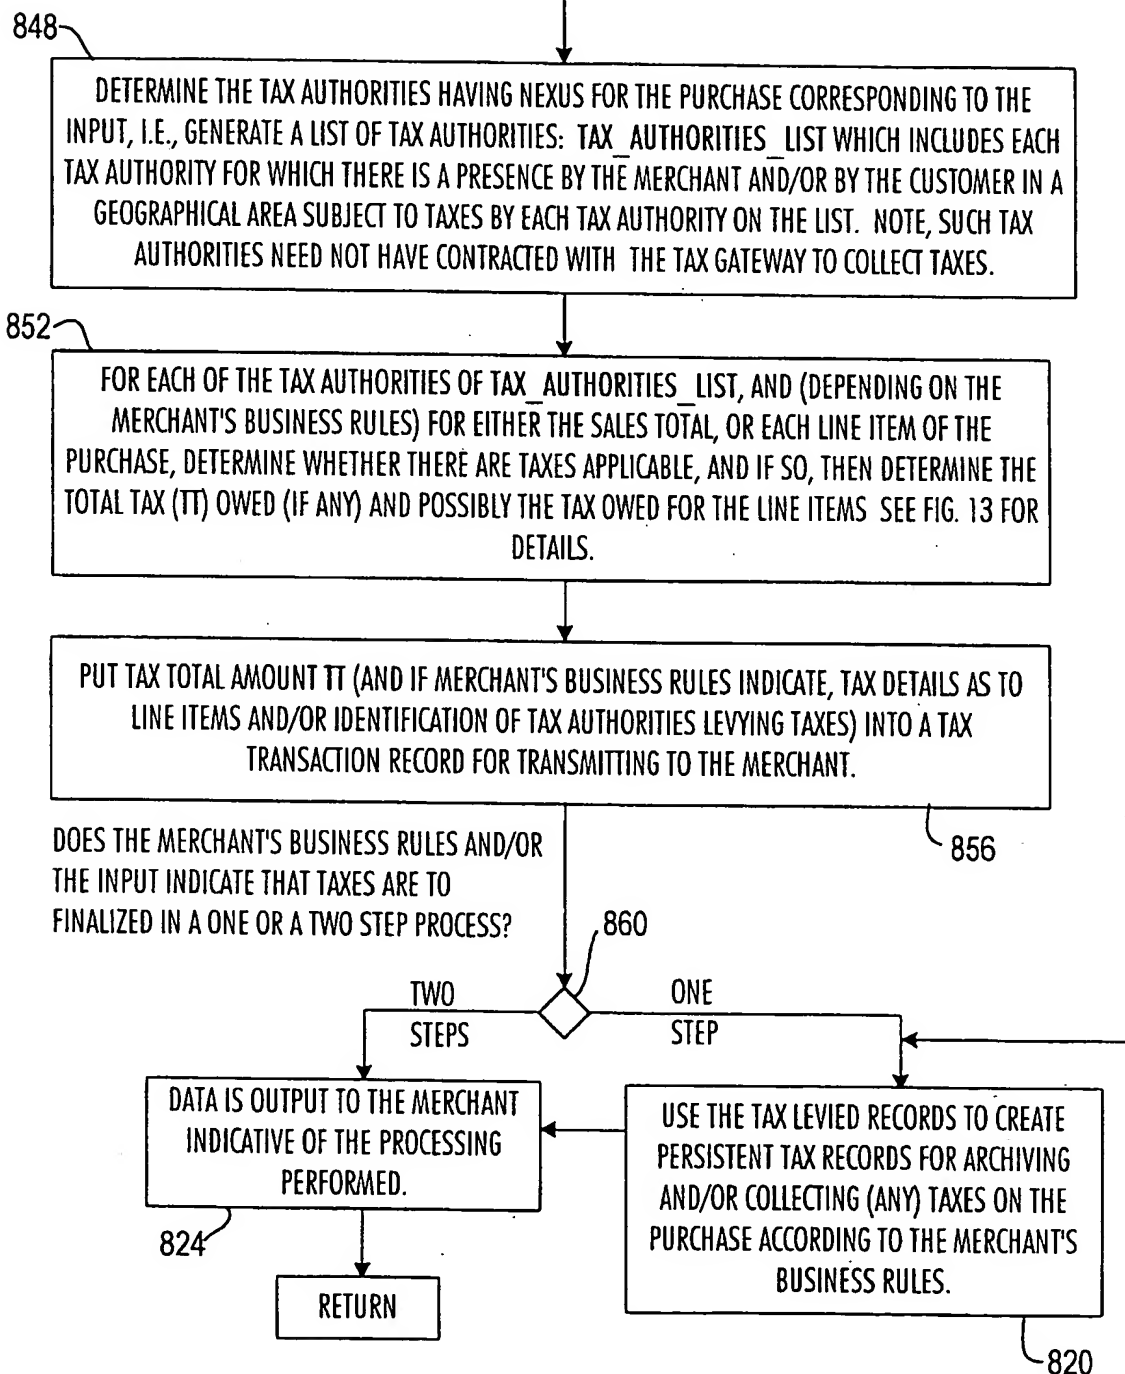 848
DETERMINE THE TAX AUTHORITIES HAVING NEXUS FOR THE PURCHASE CORRESPONDING TO THE
INPUT, I.E., GENERATE A LIST OF TAX AUTHORITIES: TAX_AUTHORITIES_LIST WHICH INCLUDES EACH
TAX AUTHORITY FOR WHICH THERE IS A PRESENCE BY THE MERCHANT AND/OR BY THE CUSTOMER IN A
GEOGRAPHICAL AREA SUBJECT TO TAXES BY EACH TAX AUTHORITY ON THE LIST. NOTE, SUCH TAX
AUTHORITIES NEED NOT HAVE CONTRACTED WITH THE TAX GATEWAY TO COLLECT TAXES.
852
FOR EACH OF THE TAX AUTHORITIES OF TAX_AUTHORITIES_LIST, AND (DEPENDING ON THE
MERCHANT'S BUSINESS RULES) FOR EITHER THE SALES TOTAL, OR EACH LINE ITEM OF THE
PURCHASE, DETERMINE WHETHER THERE ARE TAXES APPLICABLE, AND IF SO, THEN DETERMINE THE
TOTAL TAX (TT) OWED (IF ANY) AND POSSIBLY THE TAX OWED FOR THE LINE ITEMS SEE FIG. 13 FOR
DETAILS.
PUT TAX TOTAL AMOUNT TT (AND IF MERCHANT'S BUSINESS RULES INDICATE, TAX DETAILS AS TO
LINE ITEMS AND/OR IDENTIFICATION OF TAX AUTHORITIES LEVYING TAXES) INTO A TAX
TRANSACTION RECORD FOR TRANSMITTING TO THE MERCHANT.
856
DOES THE MERCHANT'S BUSINESS RULES AND/OR
THE INPUT INDICATE THAT TAXES ARE TO
FINALIZED IN A ONE OR A TWO STEP PROCESS?
860
TWO
STEPS
ONE
STEP
DATA IS OUTPUT TO THE MERCHANT
INDICATIVE OF THE PROCESSING
PERFORMED.
824
RETURN
USE THE TAX LEVIED RECORDS TO CREATE
PERSISTENT TAX RECORDS FOR ARCHIVING
AND/OR COLLECTING (ANY) TAXES ON THE
PURCHASE ACCORDING TO THE MERCHANT'S
BUSINESS RULES.
820